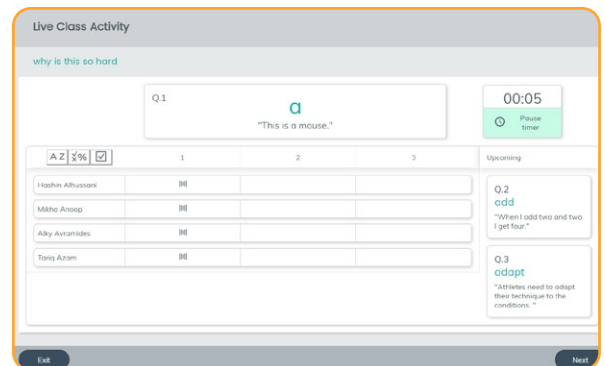 Live Class Activity
why is this so hard
Q.1
a
"This is a mouse."
00:05
Pause
timer
A Z
%
1
2
3
Upcoming
Hashin Alhussani
Mikha Anoop
Alky Avramides
Tariq Azam
Q.2
add
"When I add two and two
I get four."
Q.3
adapt
"Athletes need to adapt
their technique to the
conditions. "
Exit
Next